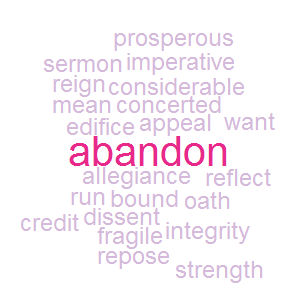 prosperous
sermon imperative
reign considerable
mean concerted
edifice appeal want
abandon
allegiance reflect
run bound oath
credit dissent
fragile integrity
repose
strength